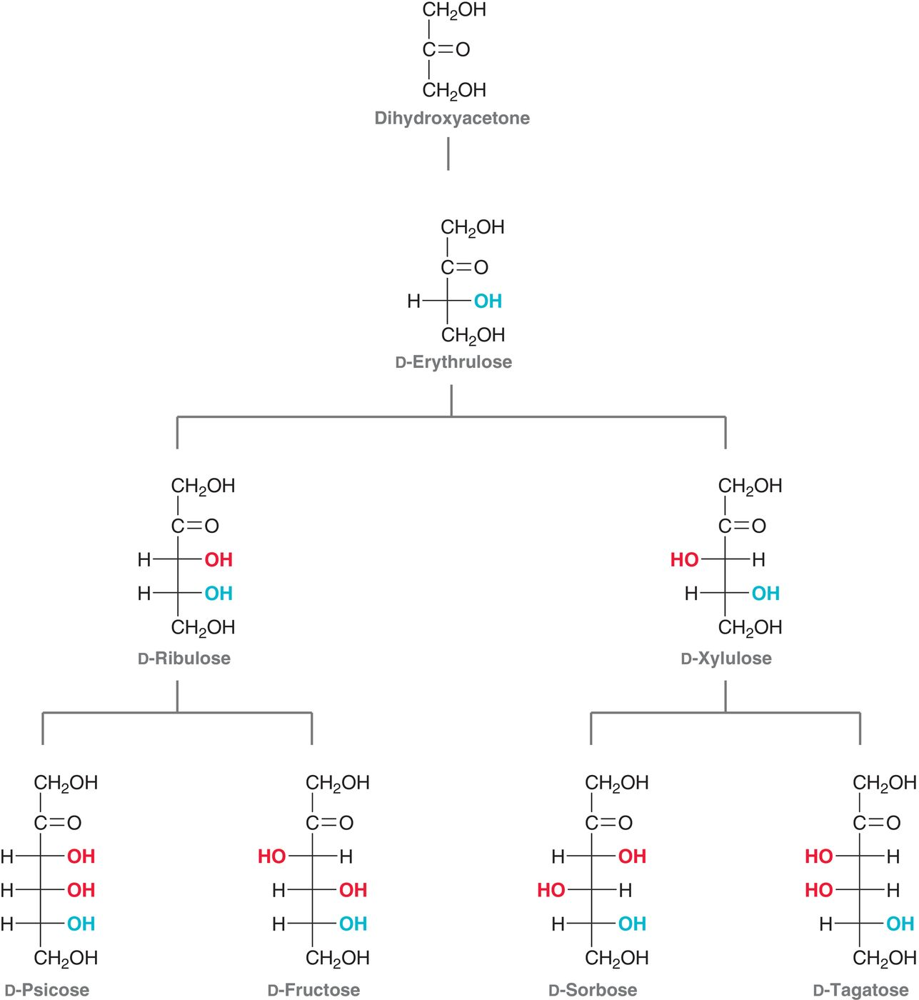 CH₂OH
C=O
CH₂OH
Dihydroxyacetone
CH₂OH
C=O
H OH
CH₂OH
D-Erythrulose
CH₂OH
C=O
H OH
H OH
CH₂OH
D-Ribulose
CH₂OH
C=O
HO H
H OH
CH₂OH
D-Xylulose
CH₂OH
C=O
H OH
H OH
H OH
CH₂OH
D-Psicose
CH₂OH
C=O
HO H
H OH
H OH
CH₂OH
D-Fructose
CH₂OH
C=O
H OH
HO H
H OH
CH₂OH
D-Sorbose
CH₂OH
C=O
HO H
HO H
H OH
CH₂OH
D-Tagatose